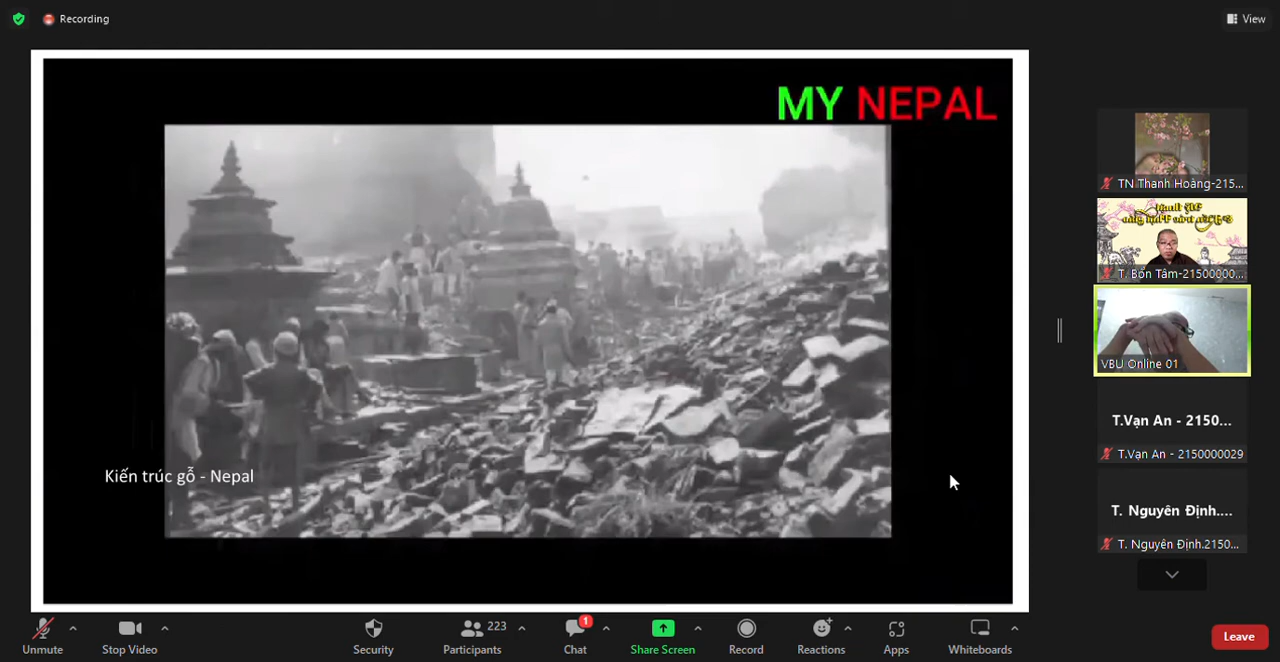 Recording
View
MY NEPAL
Kiến trúc gỗ - Nepal
TN Thanh Hoàng-215...
T. Bổn Tâm-21500000...
VBU Online 01
T.Vạn An - 2150...
T.Vạn An - 2150000029
T. Nguyên Định....
T. Nguyên Định.2150...
223
1
Unmute
Stop Video
Security
Participants
Chat
Share Screen
Record
Reactions
Apps
Whiteboards
Leave